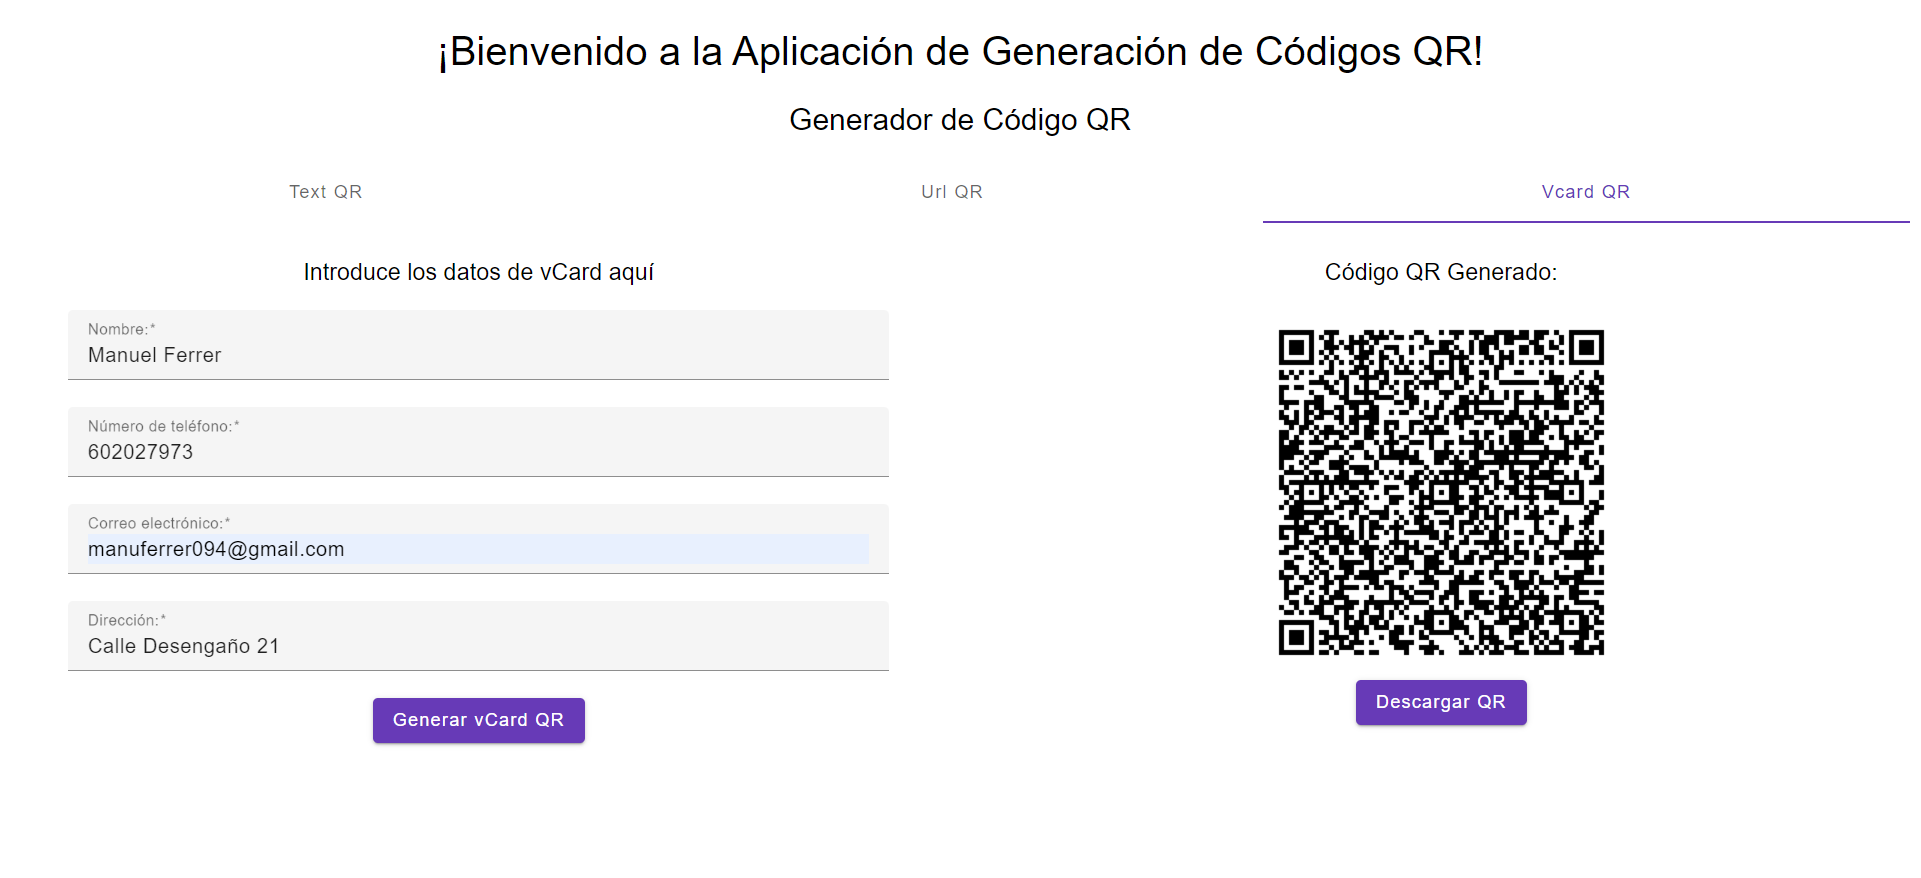 ¡Bienvenido a la Aplicación de Generación de Códigos QR!
Generador de Código QR
Text QR
Url QR
Vcard QR
Introduce los datos de vCard aquí
Nombre:*
Manuel Ferrer
Número de teléfono:*
602027973
Correo electrónico:*
manuferrer094@gmail.com
Dirección:*
Calle Desengaño 21
Generar vCard QR
Código QR Generado:
Descargar QR